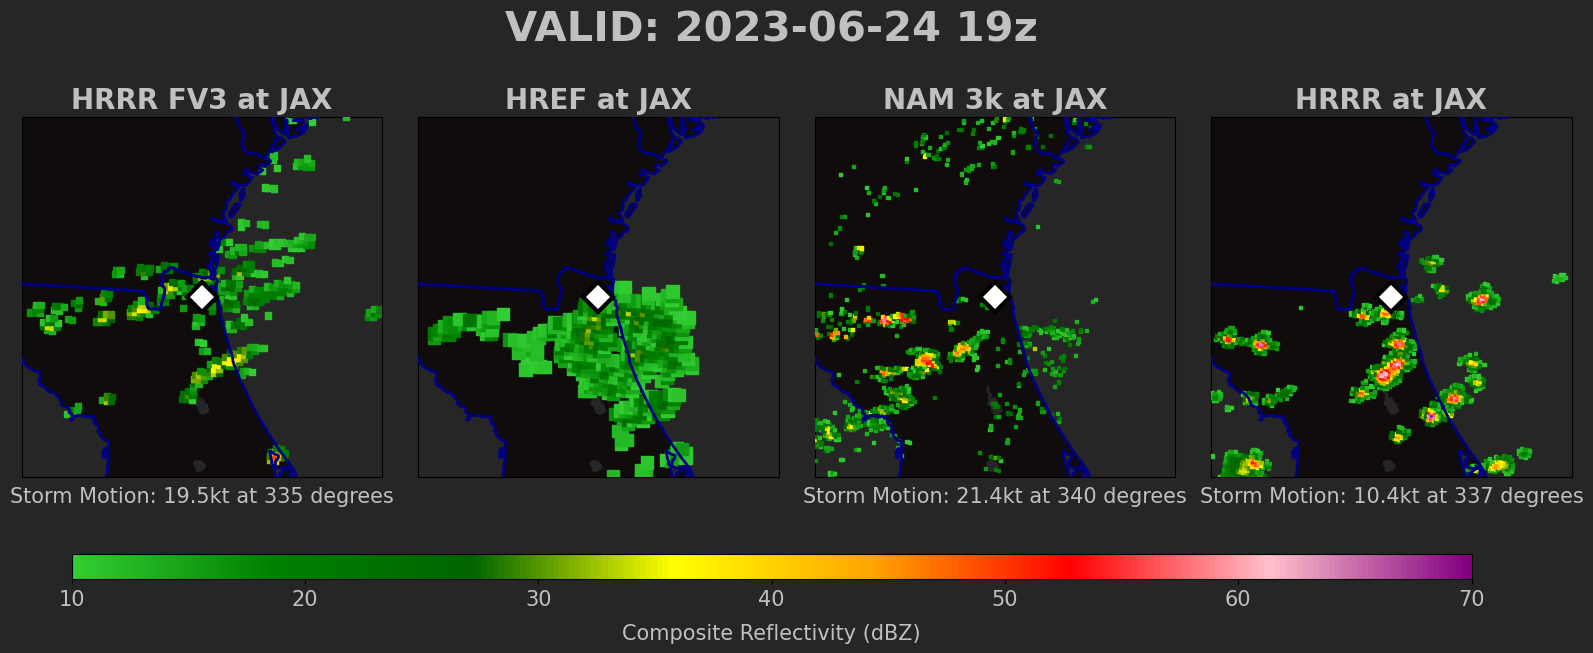 VALID: 2023-06-24 19z
HRRR FV3 at JAX
HREF at JAX
NAM 3k at JAX
HRRR at JAX
Storm Motion: 19.5kt at 335 degrees
Storm Motion: 21.4kt at 340 degrees
Storm Motion: 10.4kt at 337 degrees
10 20 30 40 50 60 70
Composite Reflectivity (dBZ)